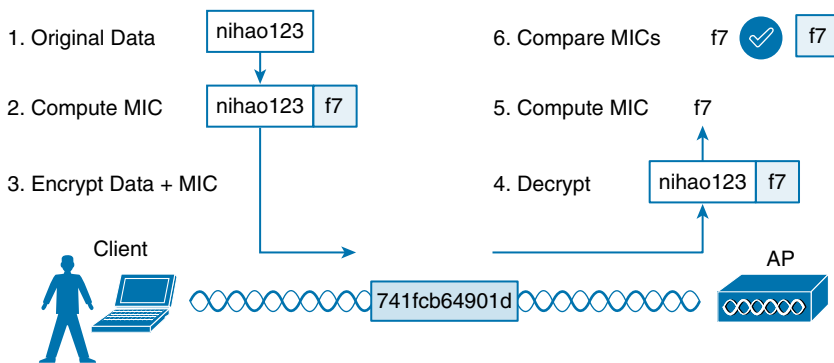 1. Original Data
nihao123
2. Compute MIC
nihao123 f7
3. Encrypt Data + MIC
Client
741fcb64901d
6. Compare MICs f7 f7
5. Compute MIC f7
4. Decrypt nihao123 f7
AP